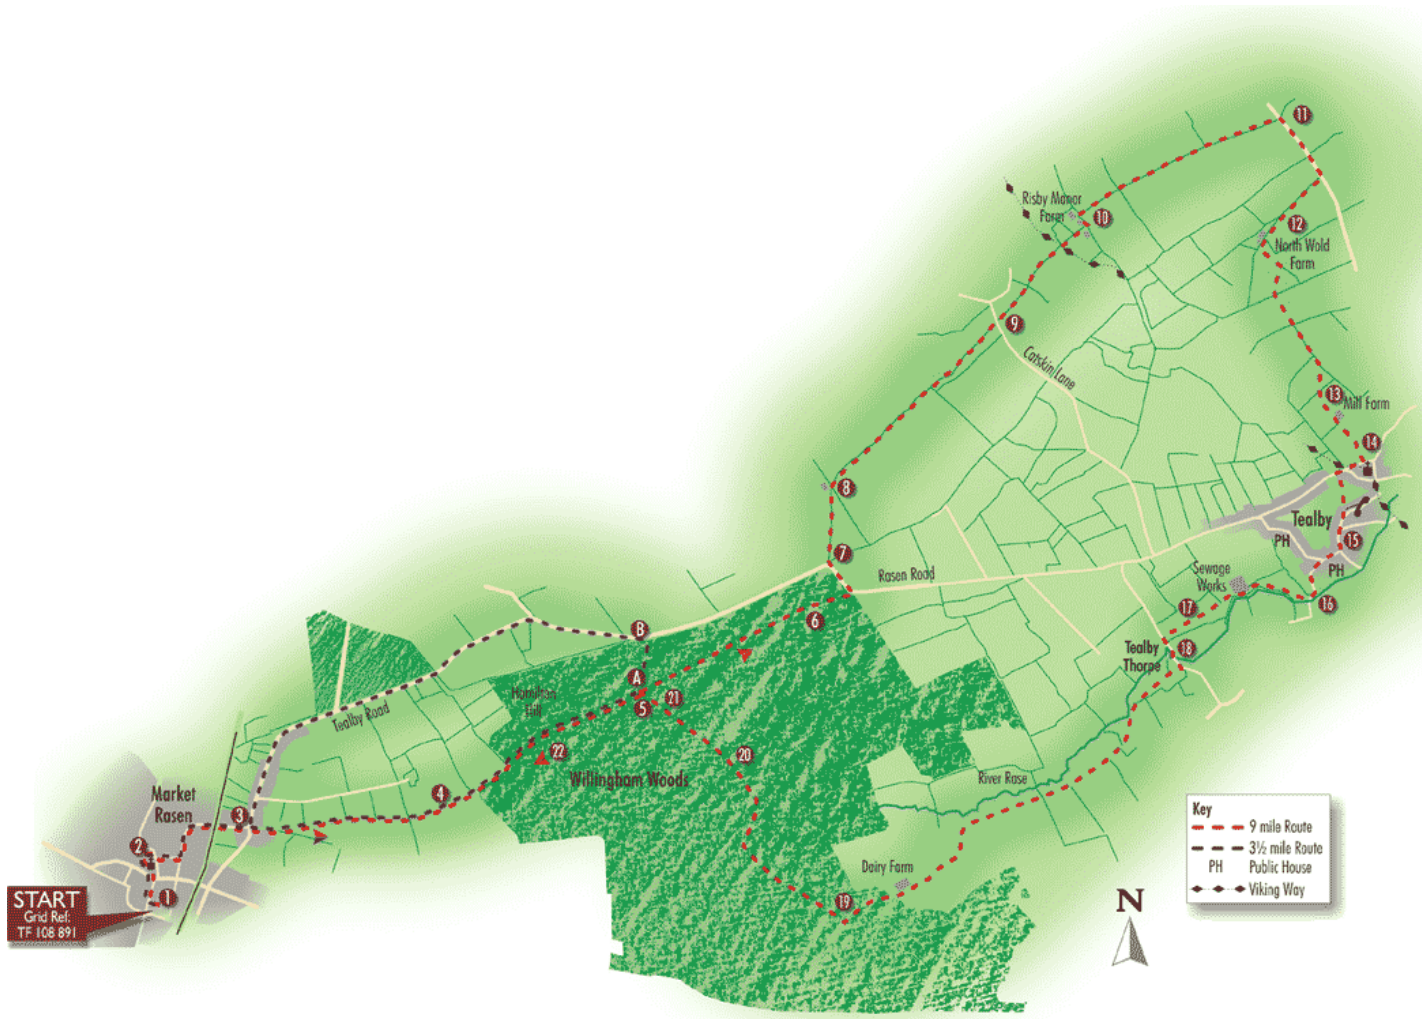 11
Risby Manor
Farm
10
12
North Wold
Farm
9
Catskin Lane
13
Mill Farm
14
8
Tealby
PH
15
7
Rasen Road
Sewage
Works
PH
16
17
6
B
Tealby
Thorpe
18
A
Hamilton
Hill
21
5
Tealby Road
22
20
Willingham Woods
River Rase
4
Market
Rasen
3
2
Key
9 mile Route
3½ mile Route
PH Public House
Viking Way
Dairy Farm
1
19
START
Grid Ref:
TF 108 891
N